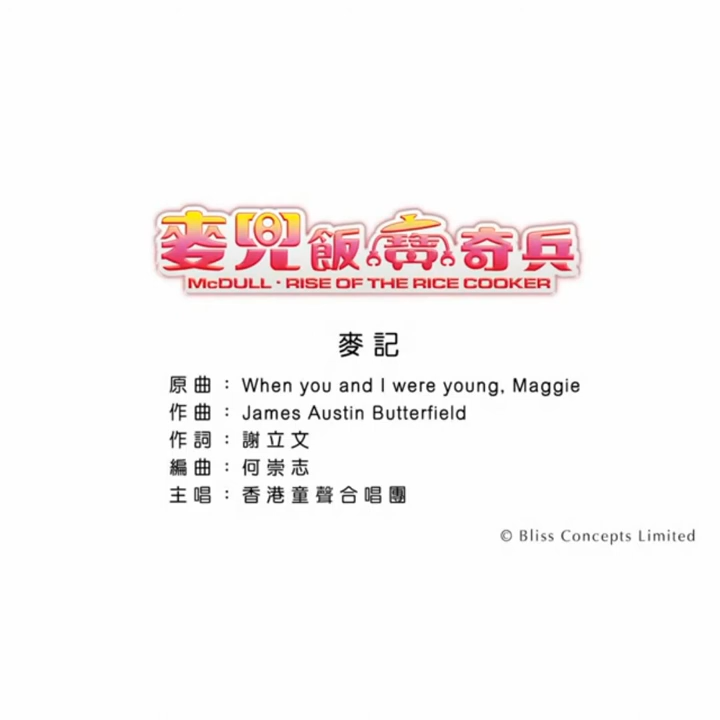 麥兜飯寶奇兵
McDULL · RISE OF THE RICE COOKER
麥記
原曲：When you and I were young, Maggie
作曲：James Austin Butterfield
作詞：謝立文
編曲：何崇志
主唱：香港童聲合唱團
© Bliss Concepts Limited